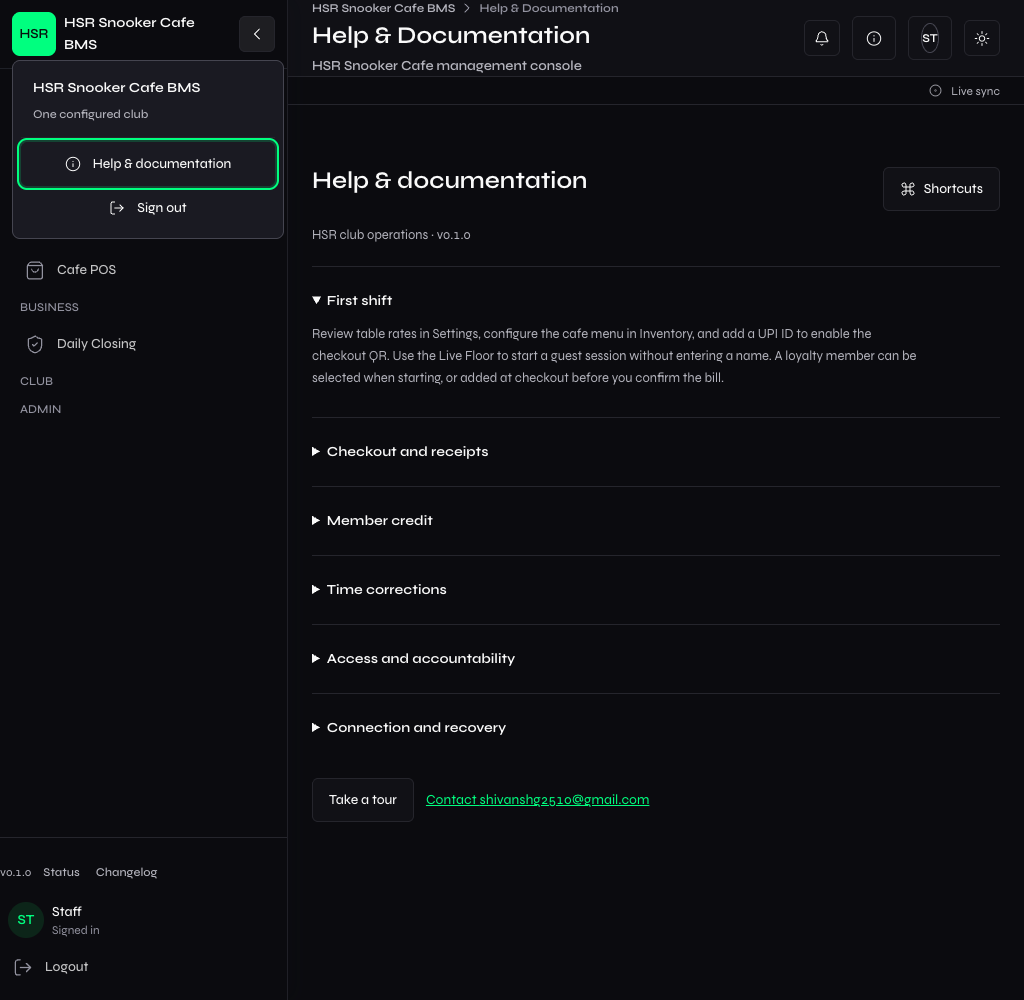 HSR
HSR Snooker Cafe
BMS
HSR Snooker Cafe BMS
One configured club
Help & documentation
Sign out
Cafe POS
BUSINESS
Daily Closing
CLUB
ADMIN
v0.1.0 Status Changelog
ST
Staff
Signed in
Logout
HSR Snooker Cafe BMS > Help & Documentation
Help & Documentation
HSR Snooker Cafe management console
ST
Live sync
Help & documentation
Shortcuts
HSR club operations · v0.1.0
First shift
Review table rates in Settings, configure the cafe menu in Inventory, and add a UPI ID to enable the
checkout QR. Use the Live Floor to start a guest session without entering a name. A loyalty member can be
selected when starting, or added at checkout before you confirm the bill.
Checkout and receipts
Member credit
Time corrections
Access and accountability
Connection and recovery
Take a tour
Contact shivanshg2510@gmail.com